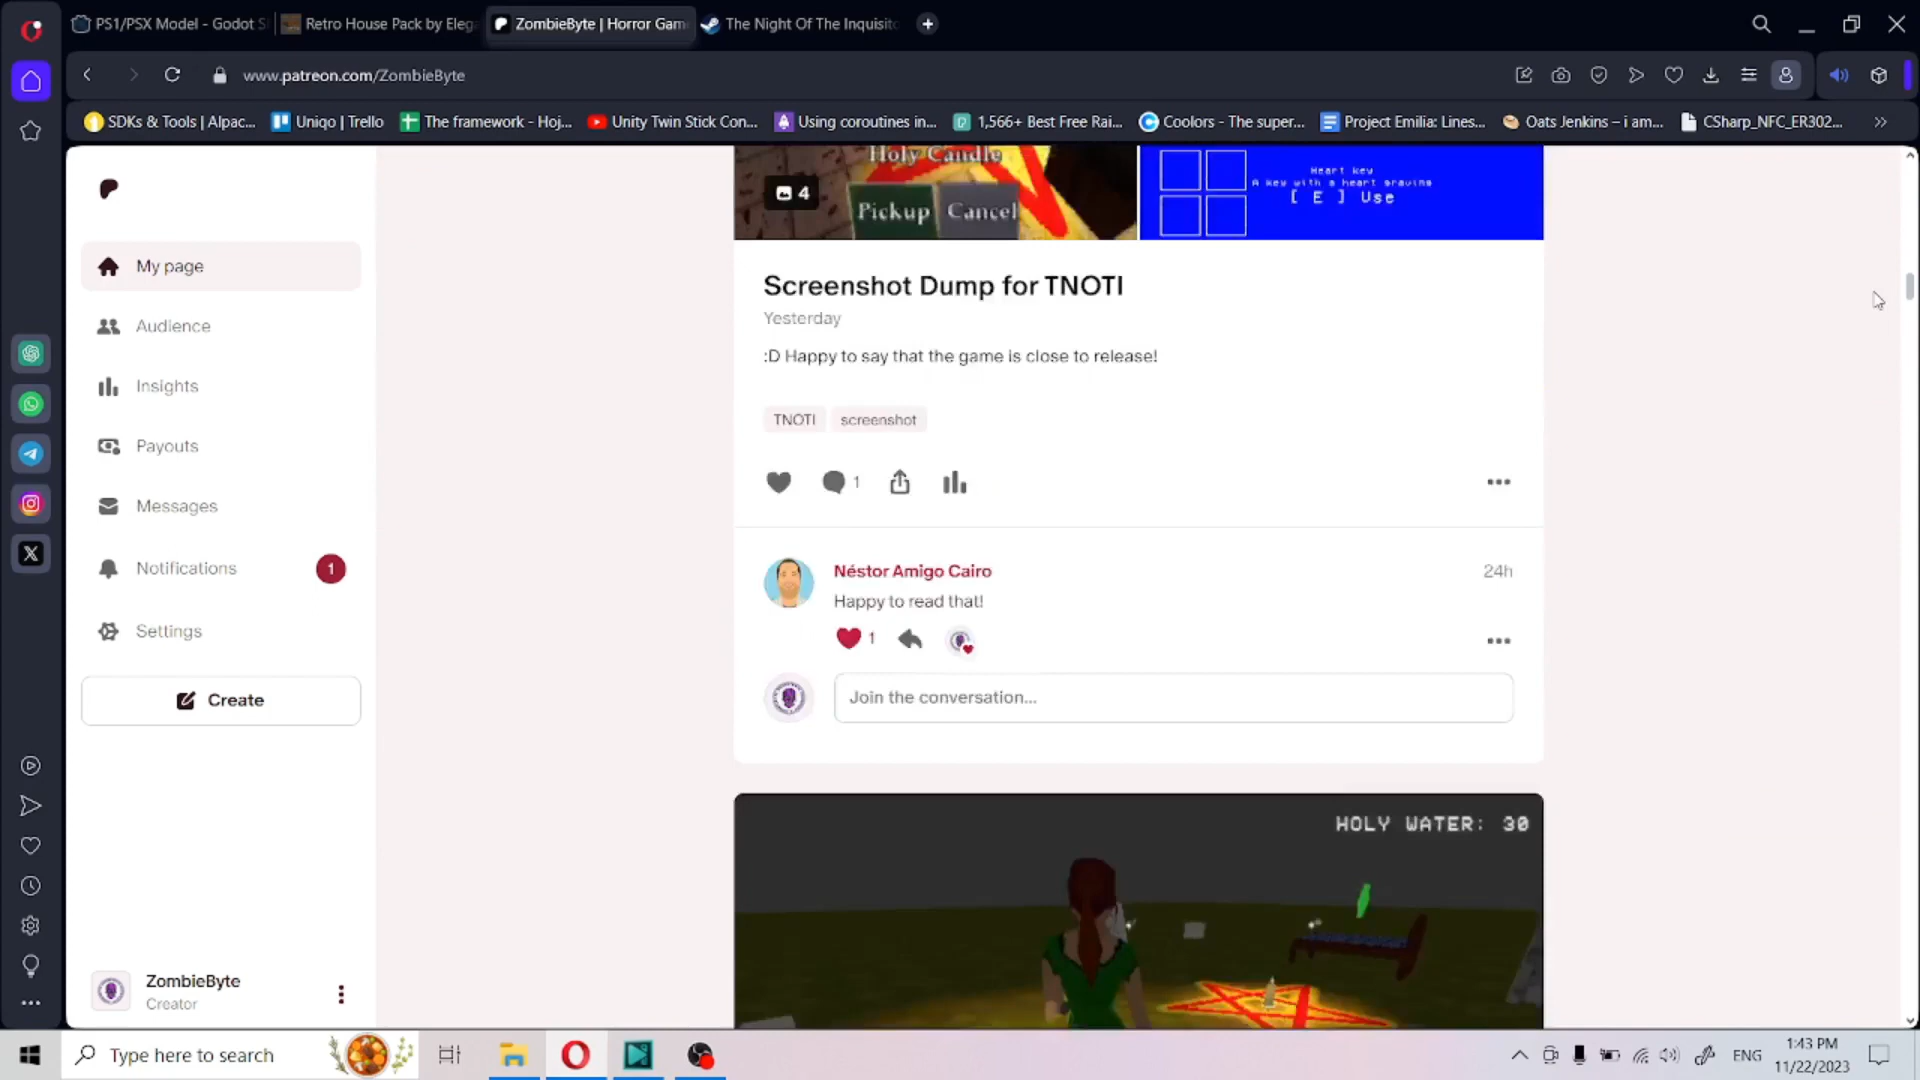 PS1/PSX Model - Godot S
Retro House Pack by Elega
ZombieByte | Horror Gam
The Night Of The Inquisito
www.patreon.com/ZombieByte
SDKs & Tools | Alpac...
Uniqo | Trello
The framework - Hoj...
Unity Twin Stick Con...
Using coroutines in...
1,566+ Best Free Rai...
Coolors - The super...
Project Emilia: Lines...
Oats Jenkins – i am...
CSharp_NFC_ER302...
My page
Audience
Insights
Payouts
Messages
Notifications
1
Settings
Create
ZombieByte
Creator
Holy Candle
4
Pickup
Cancel
Heart key
A key with a heart graving
[ E ] Use
Screenshot Dump for TNOTI
Yesterday
:D Happy to say that the game is close to release!
TNOTI
screenshot
1
Néstor Amigo Cairo
24h
Happy to read that!
1
Join the conversation...
HOLY WATER: 30
Type here to search
ENG
1:43 PM
11/22/2023